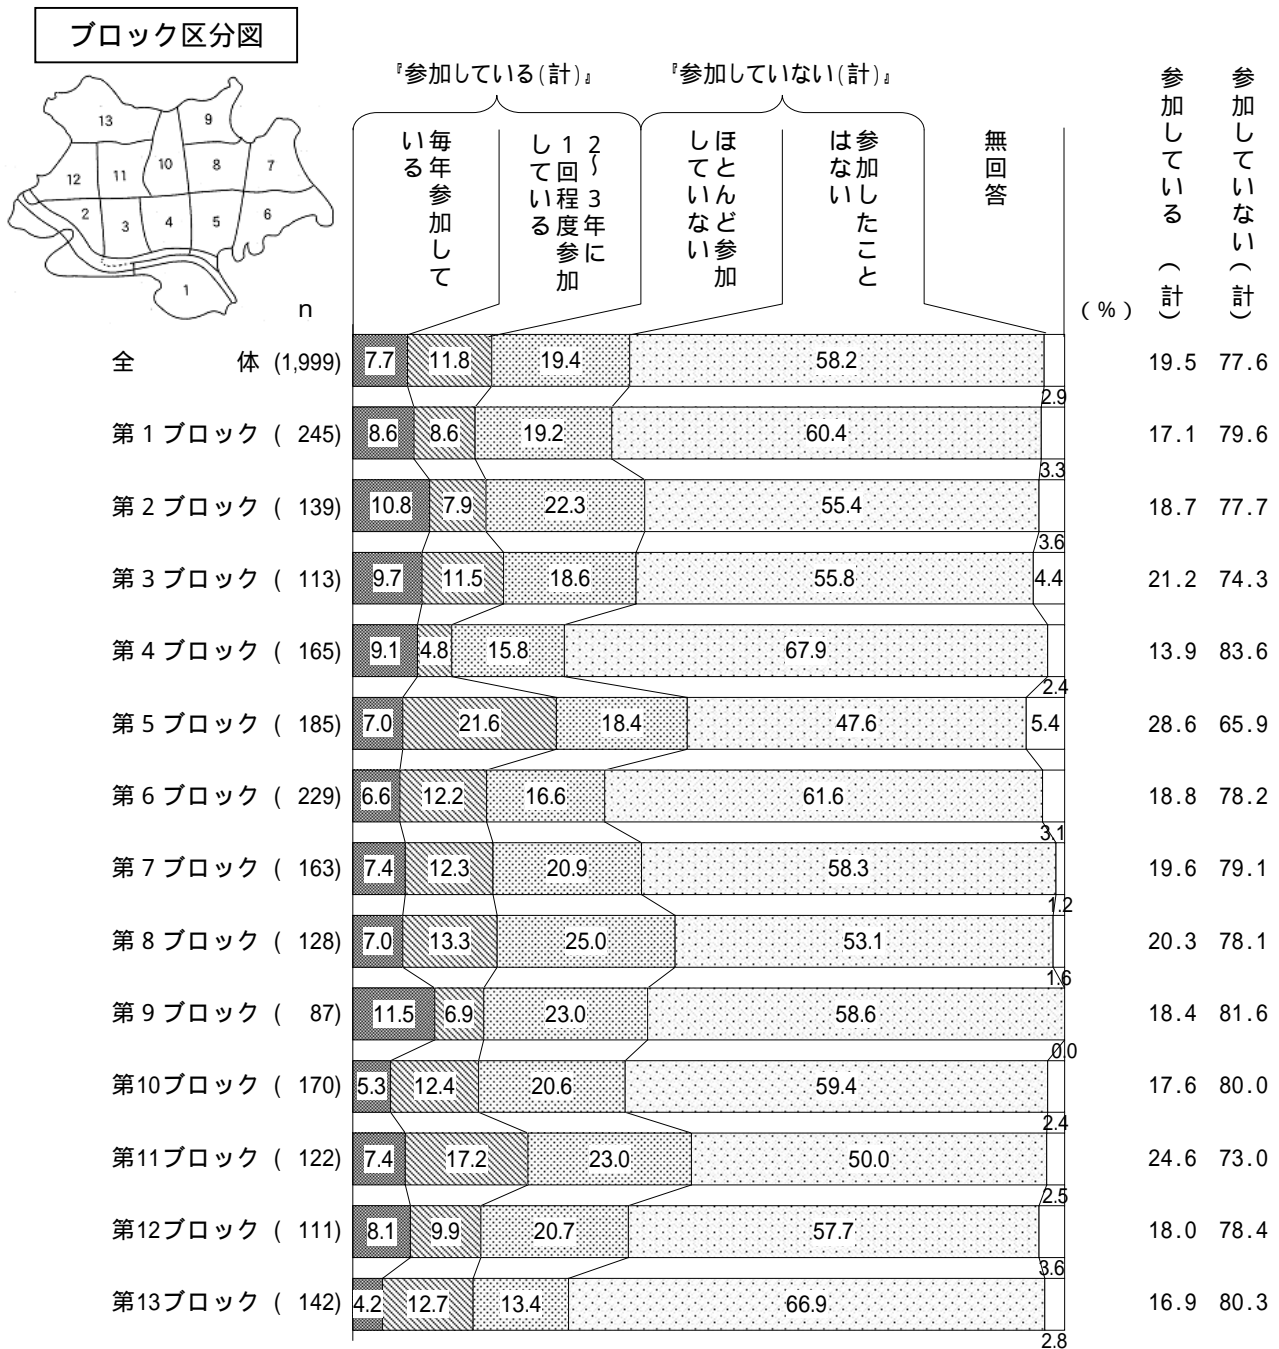 ブロック区分図
『参加している(計)』
『参加していない(計)』
毎年参加している
2～3年に1回程度参加している
ほとんど参加していない
参加したことはない
無回答
参加している(計)
参加していない(計)
13
9
12
11
10
8
7
2
3
4
5
6
1
n
(%)
全体 (1,999) 7.7 11.8 19.4 58.2 2.9 19.5 77.6
第1ブロック ( 245) 8.6 8.6 19.2 60.4 3.3 17.1 79.6
第2ブロック ( 139) 10.8 7.9 22.3 55.4 3.6 18.7 77.7
第3ブロック ( 113) 9.7 11.5 18.6 55.8 4.4 21.2 74.3
第4ブロック ( 165) 9.1 4.8 15.8 67.9 2.4 13.9 83.6
第5ブロック ( 185) 7.0 21.6 18.4 47.6 5.4 28.6 65.9
第6ブロック ( 229) 6.6 12.2 16.6 61.6 3.1 18.8 78.2
第7ブロック ( 163) 7.4 12.3 20.9 58.3 1.2 19.6 79.1
第8ブロック ( 128) 7.0 13.3 25.0 53.1 1.6 20.3 78.1
第9ブロック ( 87) 11.5 6.9 23.0 58.6 0.0 18.4 81.6
第10ブロック ( 170) 5.3 12.4 20.6 59.4 2.4 17.6 80.0
第11ブロック ( 122) 7.4 17.2 23.0 50.0 2.5 24.6 73.0
第12ブロック ( 111) 8.1 9.9 20.7 57.7 3.6 18.0 78.4
第13ブロック ( 142) 4.2 12.7 13.4 66.9 2.8 16.9 80.3